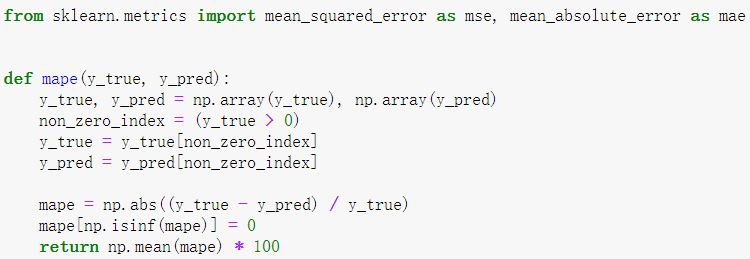 from sklearn.metrics import mean_squared_error as mse, mean_absolute_error as mae
def mape(y_true, y_pred):
    y_true, y_pred = np.array(y_true), np.array(y_pred)
    non_zero_index = (y_true > 0)
    y_true = y_true[non_zero_index]
    y_pred = y_pred[non_zero_index]
    mape = np.abs((y_true - y_pred) / y_true)
    mape[np.isinf(mape)] = 0
    return np.mean(mape) * 100